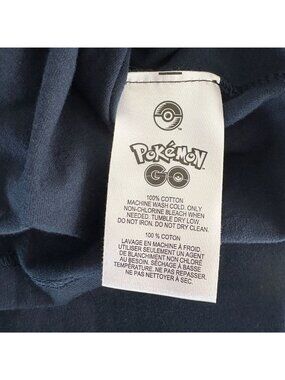 POKéMON
GO
100% COTTON
MACHINE WASH COLD. ONLY
NON-CHLORINE BLEACH WHEN
NEEDED. TUMBLE DRY LOW.
DO NOT IRON. DO NOT DRY CLEAN.
100 % COTON
LAVAGE EN MACHINE À FROID.
UTILISER SEULEMENT UN AGENT
DE BLANCHIMENT NON CHLORÉ
AU BESOIN. SÉCHAGE À BASSE
TEMPÉRATURE. NE PAS REPASSER.
NE PAS NETTOYER À SEC.